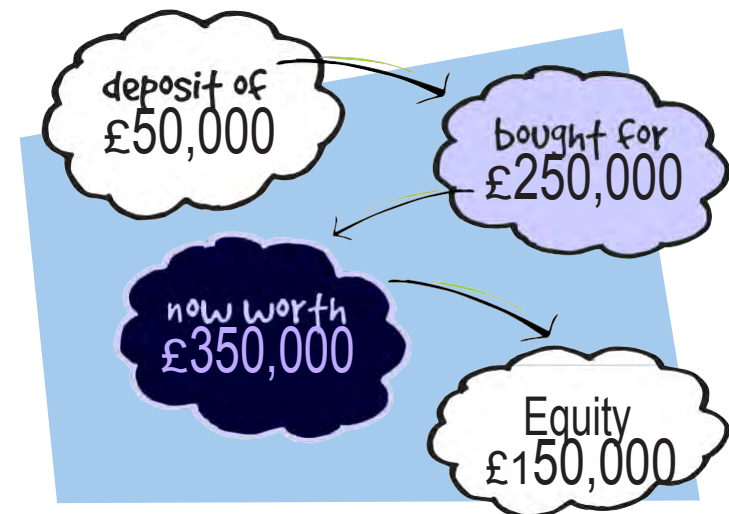 deposit of
£50,000
bought for
£250,000
now worth
£350,000
Equity
£150,000